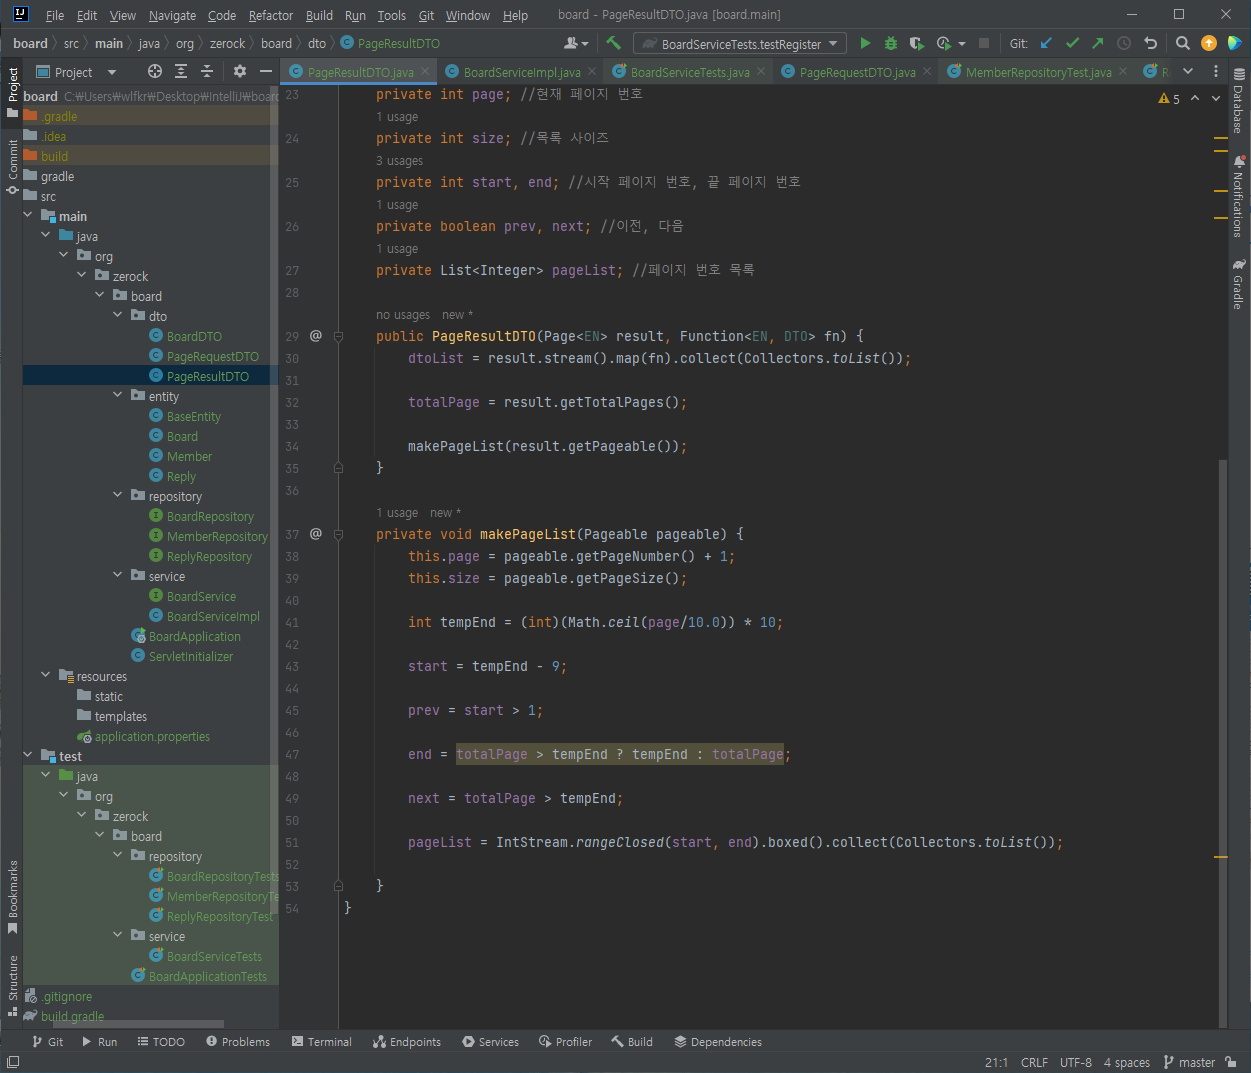 File Edit View Navigate Code Refactor Build Run Tools Git Window Help board - PageResultDTO.java [board.main]
board src main java org zerock board dto PageResultDTO BoardServiceTests.testRegister Git:
Project PageResultDTO.java BoardServiceImpl.java BoardServiceTests.java PageRequestDTO.java MemberRepositoryTest.java R
board C:₩Users₩wlfkr₩Desktop₩IntelliJ₩board
.gradle
.idea
build
gradle
src
main
java
org
zerock
board
dto
BoardDTO
PageRequestDTO
PageResultDTO
entity
BaseEntity
Board
Member
Reply
repository
BoardRepository
MemberRepository
ReplyRepository
service
BoardService
BoardServiceImpl
BoardApplication
ServletInitializer
resources
static
templates
application.properties
test
java
org
zerock
board
repository
BoardRepositoryTests
MemberRepositoryTe
ReplyRepositoryTest
service
BoardServiceTests
BoardApplicationTests
.gitignore
build.gradle
Project
Commit
Bookmarks
Structure
23 private int page; //현재 페이지 번호
1 usage
24 private int size; //목록 사이즈
3 usages
25 private int start, end; //시작 페이지 번호, 끝 페이지 번호
1 usage
26 private boolean prev, next; //이전, 다음
1 usage
27 private List<Integer> pageList; //페이지 번호 목록
28
no usages new *
29 @ public PageResultDTO(Page<EN> result, Function<EN, DTO> fn) {
30 dtoList = result.stream().map(fn).collect(Collectors.toList());
31
32 totalPage = result.getTotalPages();
33
34 makePageList(result.getPageable());
35 }
36
1 usage new *
37 @ private void makePageList(Pageable pageable) {
38 this.page = pageable.getPageNumber() + 1;
39 this.size = pageable.getPageSize();
40
41 int tempEnd = (int)(Math.ceil(page/10.0)) * 10;
42
43 start = tempEnd - 9;
44
45 prev = start > 1;
46
47 end = totalPage > tempEnd ? tempEnd : totalPage;
48
49 next = totalPage > tempEnd;
50
51 pageList = IntStream.rangeClosed(start, end).boxed().collect(Collectors.toList());
52
53 }
54 }
5
Database
Notifications
Gradle
Git Run TODO Problems Terminal Endpoints Services Profiler Build Dependencies
21:1 CRLF UTF-8 4 spaces master